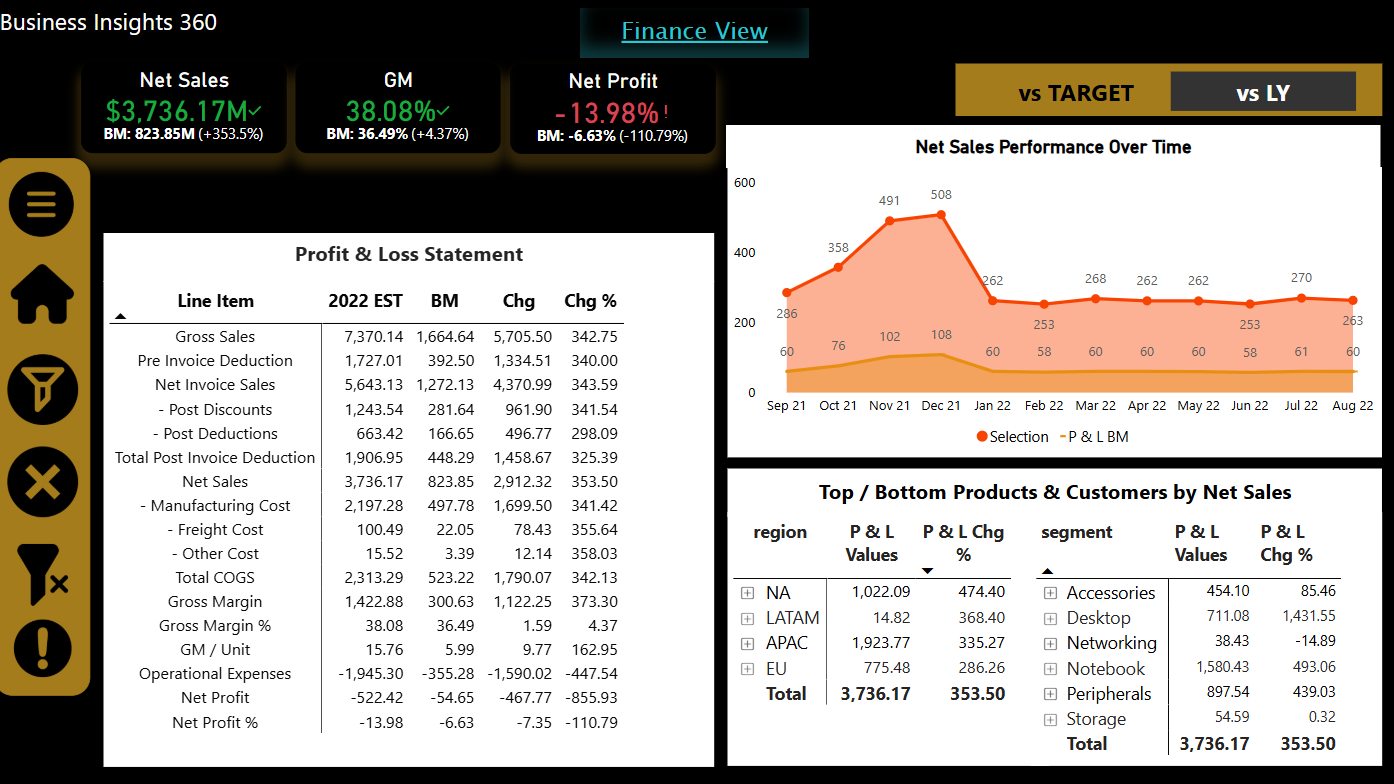 Business Insights 360
Finance View
Net Sales
$3,736.17M
BM: 823.85M (+353.5%)
GM
38.08%
BM: 36.49% (+4.37%)
Net Profit
-13.98% !
BM: -6.63% (-110.79%)
vs TARGET
vs LY
Profit & Loss Statement
Line Item 2022 EST BM Chg Chg %
Gross Sales 7,370.14 1,664.64 5,705.50 342.75
Pre Invoice Deduction 1,727.01 392.50 1,334.51 340.00
Net Invoice Sales 5,643.13 1,272.13 4,370.99 343.59
- Post Discounts 1,243.54 281.64 961.90 341.54
- Post Deductions 663.42 166.65 496.77 298.09
Total Post Invoice Deduction 1,906.95 448.29 1,458.67 325.39
Net Sales 3,736.17 823.85 2,912.32 353.50
- Manufacturing Cost 2,197.28 497.78 1,699.50 341.42
- Freight Cost 100.49 22.05 78.43 355.64
- Other Cost 15.52 3.39 12.14 358.03
Total COGS 2,313.29 523.22 1,790.07 342.13
Gross Margin 1,422.88 300.63 1,122.25 373.30
Gross Margin % 38.08 36.49 1.59 4.37
GM / Unit 15.76 5.99 9.77 162.95
Operational Expenses -1,945.30 -355.28 -1,590.02 -447.54
Net Profit -522.42 -54.65 -467.77 -855.93
Net Profit % -13.98 -6.63 -7.35 -110.79
Net Sales Performance Over Time
600
400
200
0
286 358 491 508 262 253 268 262 262 253 270 263
60 76 102 108 60 58 60 60 60 58 61 60
Sep 21 Oct 21 Nov 21 Dec 21 Jan 22 Feb 22 Mar 22 Apr 22 May 22 Jun 22 Jul 22 Aug 22
Selection P & L BM
Top / Bottom Products & Customers by Net Sales
region P & L Values P & L Chg %
NA 1,022.09 474.40
LATAM 14.82 368.40
APAC 1,923.77 335.27
EU 775.48 286.26
Total 3,736.17 353.50
segment P & L Values P & L Chg %
Accessories 454.10 85.46
Desktop 711.08 1,431.55
Networking 38.43 -14.89
Notebook 1,580.43 493.06
Peripherals 897.54 439.03
Storage 54.59 0.32
Total 3,736.17 353.50